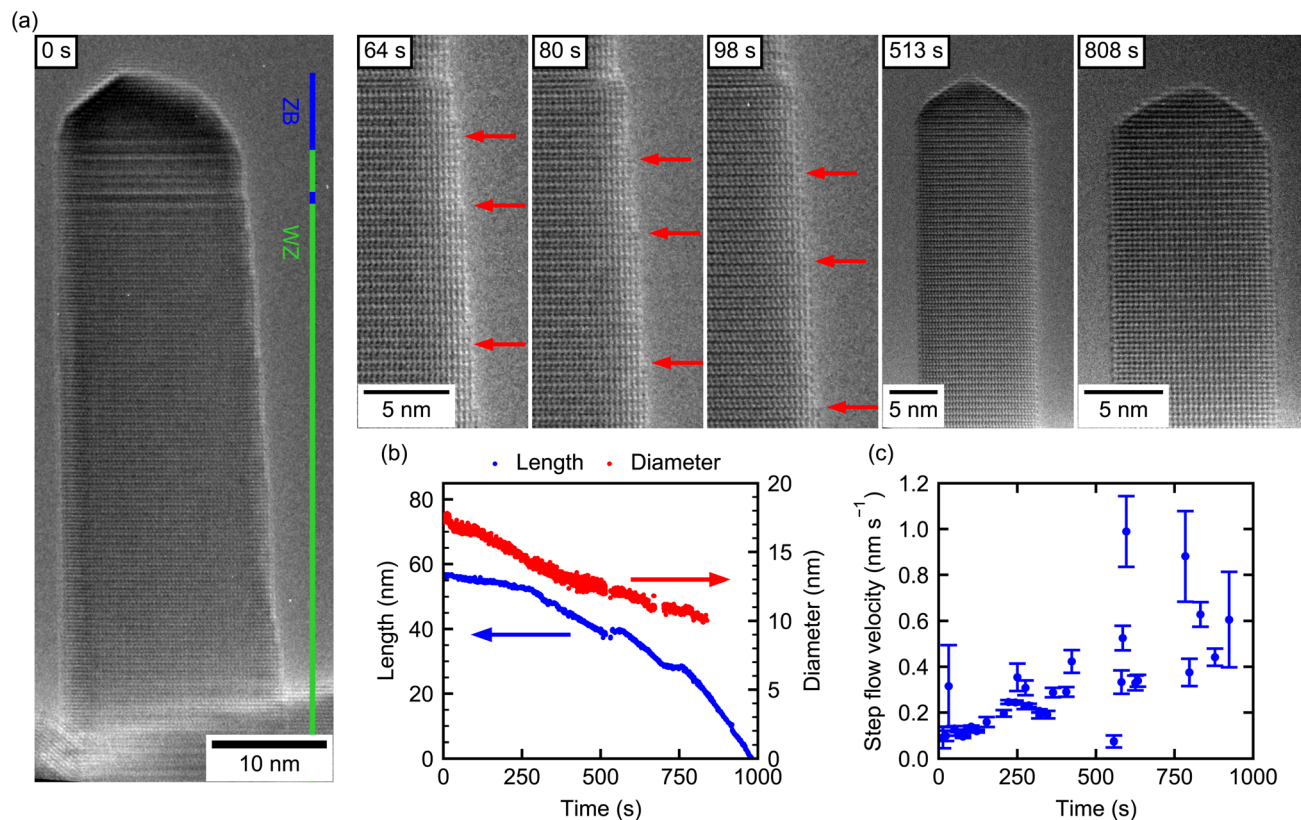 (a)
0 s
64 s
80 s
98 s
513 s
808 s
ZB
WZ
10 nm
5 nm
5 nm
5 nm
(b)
Length
Diameter
Length (nm)
80
60
40
20
0
20
15
10
5
0
Diameter (nm)
0
250
500
750
1000
Time (s)
(c)
Step flow velocity (nm s⁻¹)
1.2
1.0
0.8
0.6
0.4
0.2
0.0
0
250
500
750
1000
Time (s)